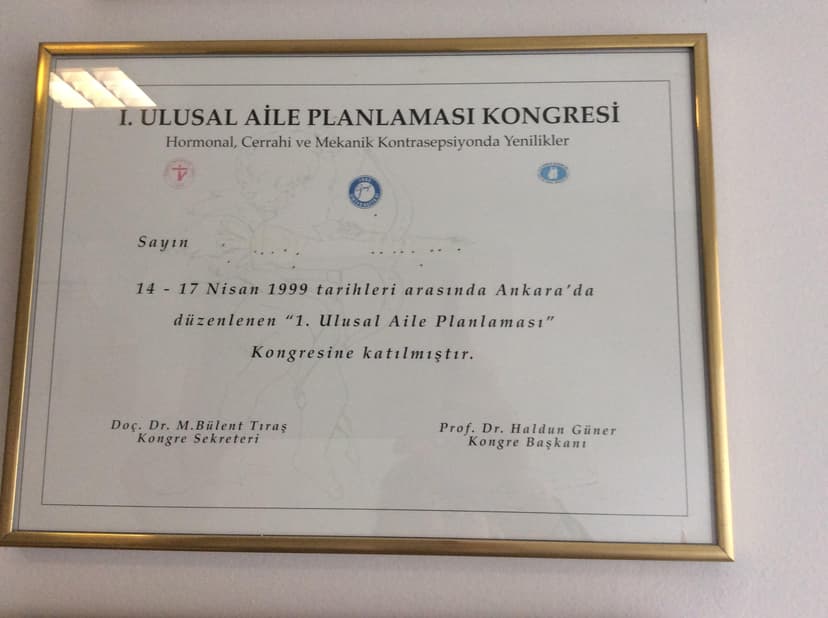 I. ULUSAL AİLE PLANLAMASI KONGRESİ
Hormonal, Cerrahi ve Mekanik Kontrasepsiyonda Yenilikler
Sayın
14 - 17 Nisan 1999 tarihleri arasında Ankara'da
düzenlenen “1. Ulusal Aile Planlaması”
Kongresine katılmıştır.
Doç. Dr. M.Bülent Tıraş
Kongre Sekreteri
Prof. Dr. Haldun Güner
Kongre Başkanı